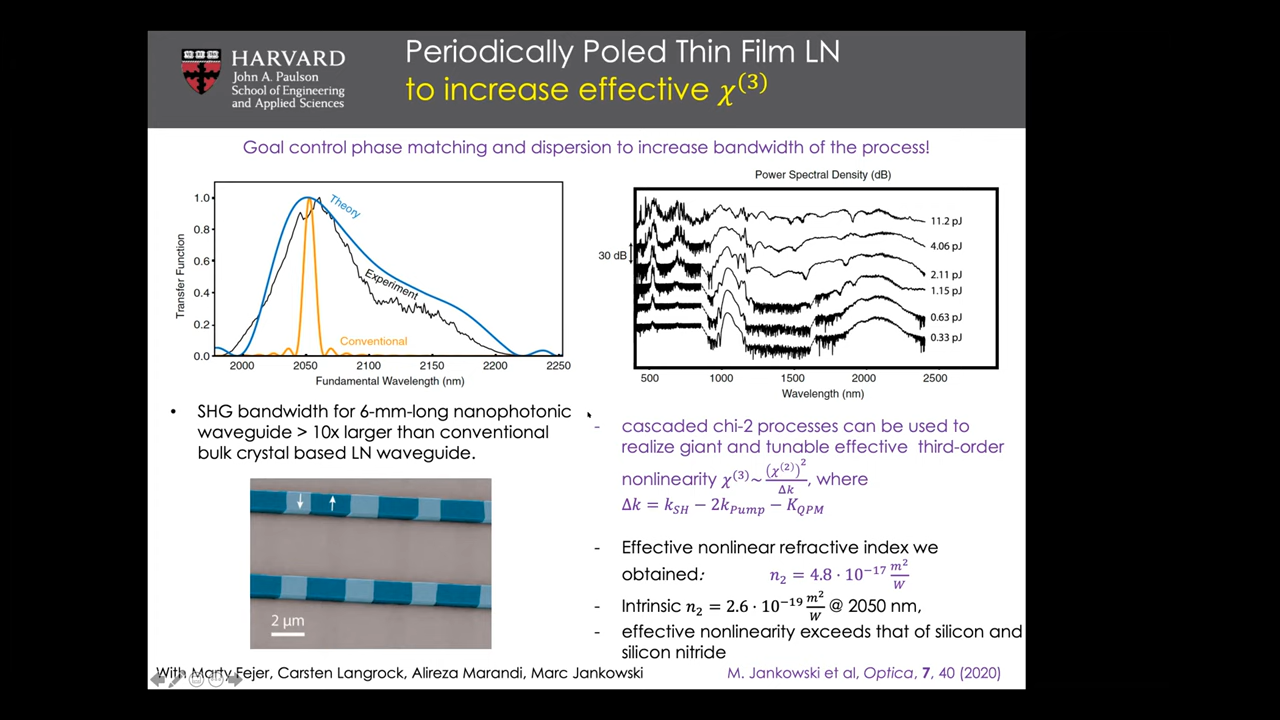 HARVARD
John A. Paulson
School of Engineering
and Applied Sciences
Periodically Poled Thin Film LN
to increase effective χ⁽³⁾
Goal control phase matching and dispersion to increase bandwidth of the process!
Transfer Function
1.0
0.8
0.6
0.4
0.2
0.0
Theory
Experiment
Conventional
2000 2050 2100 2150 2200 2250
Fundamental Wavelength (nm)
Power Spectral Density (dB)
30 dB
11.2 pJ
4.06 pJ
2.11 pJ
1.15 pJ
0.63 pJ
0.33 pJ
500 1000 1500 2000 2500
Wavelength (nm)
• SHG bandwidth for 6-mm-long nanophotonic
waveguide > 10x larger than conventional
bulk crystal based LN waveguide.
2 μm
- cascaded chi-2 processes can be used to
realize giant and tunable effective third-order
nonlinearity χ⁽³⁾~ (χ⁽²⁾)²/Δk, where
Δk = k_SH − 2k_Pump − K_QPM
- Effective nonlinear refractive index we
obtained: n₂ = 4.8 · 10⁻¹⁷ m²/W
- Intrinsic n₂ = 2.6 · 10⁻¹⁹ m²/W @ 2050 nm,
- effective nonlinearity exceeds that of silicon and
silicon nitride
With Marty Fejer, Carsten Langrock, Alireza Marandi, Marc Jankowski
M. Jankowski et al, Optica, 7, 40 (2020)